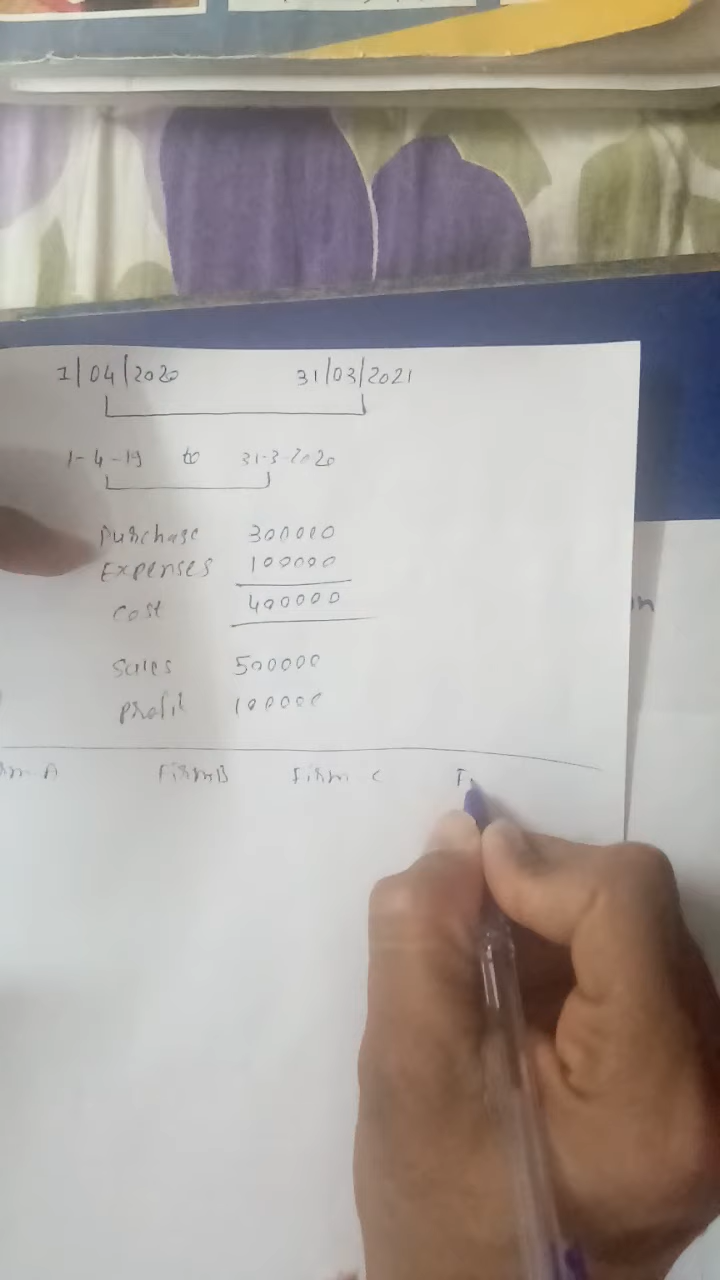 1/04/2020 31/03/2021
1-4-19 to 31-3-2020
Purchase 300000
Expenses 100000
Cost 400000
Sales 500000
Profit 100000
Firm B Firm C F